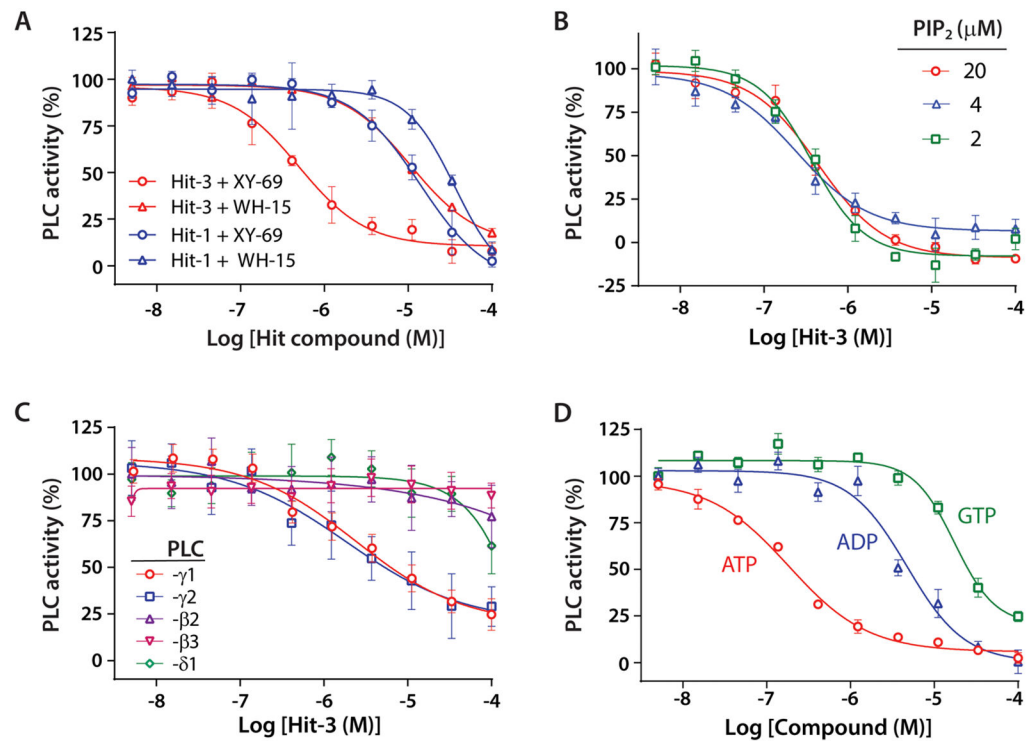 A
125
100
75
50
25
0
PLC activity (%)
Hit-3 + XY-69
Hit-3 + WH-15
Hit-1 + XY-69
Hit-1 + WH-15
-8
-7
-6
-5
-4
Log [Hit compound (M)]
B
100
75
50
25
0
-25
PLC activity (%)
PIP₂ (μM)
20
4
2
-8
-7
-6
-5
-4
Log [Hit-3 (M)]
C
125
100
75
50
25
0
PLC activity (%)
PLC
-γ1
-γ2
-β2
-β3
-δ1
-8
-7
-6
-5
-4
Log [Hit-3 (M)]
D
125
100
75
50
25
0
PLC activity (%)
ATP
ADP
GTP
-8
-7
-6
-5
-4
Log [Compound (M)]